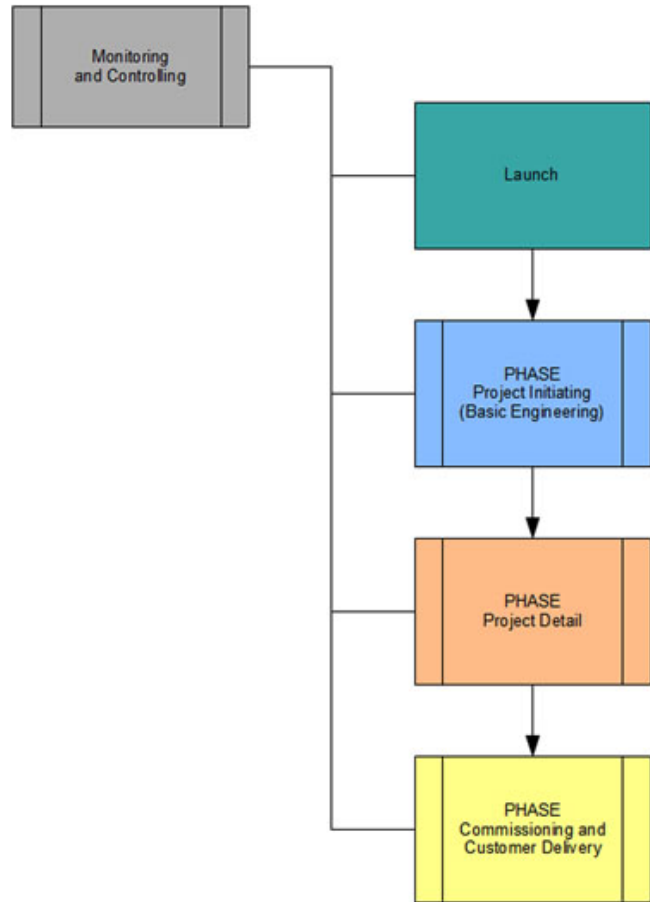 Monitoring
and Controlling
Launch
PHASE
Project Initiating
(Basic Engineering)
PHASE
Project Detail
PHASE
Commissioning and
Customer Delivery